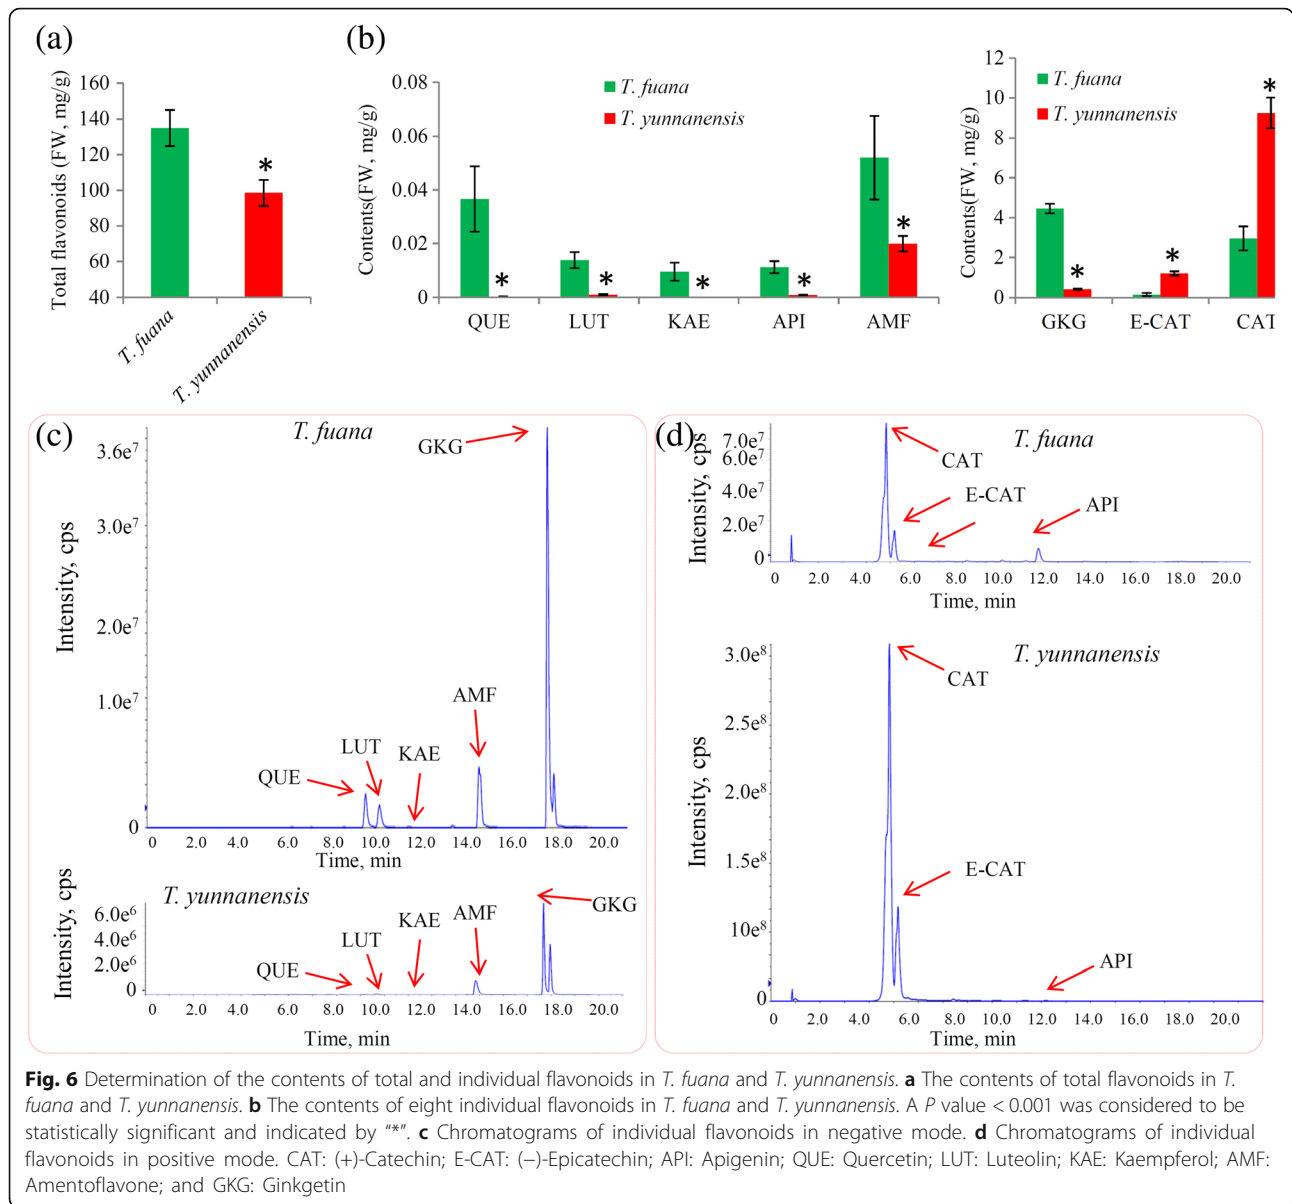 (a)
Total flavonoids (FW, mg/g)
160
140
120
100
80
60
40
*
T. fuana
T. yunnanensis
(b)
Contents(FW, mg/g)
0.08
0.06
0.04
0.02
0
T. fuana
T. yunnanensis
* * * * *
QUE LUT KAE API AMF
Contents(FW, mg/g)
12
10
8
6
4
2
0
T. fuana
T. yunnanensis
* * *
GKG E-CAT CAT
(c)
T. fuana
Intensity, cps
3.6e7
3.0e7
2.0e7
1.0e7
0
GKG
AMF
LUT
KAE
QUE
0 2.0 4.0 6.0 8.0 10.0 12.0 14.0 16.0 18.0 20.0
Time, min
T. yunnanensis
Intensity, cps
6.0e6
4.0e6
2.0e6
0
GKG
AMF
KAE
LUT
QUE
0 2.0 4.0 6.0 8.0 10.0 12.0 14.0 16.0 18.0 20.0
Time, min
(d)
T. fuana
Intensity, cps
7.0e7
6.0e7
4.0e7
2.0e7
0
CAT
E-CAT
API
0 2.0 4.0 6.0 8.0 10.0 12.0 14.0 16.0 18.0 20.0
Time, min
T. yunnanensis
Intensity, cps
3.0e8
2.5e8
2.0e8
1.5e8
10e8
0
CAT
E-CAT
API
0 2.0 4.0 6.0 8.0 10.0 12.0 14.0 16.0 18.0 20.0
Time, min
Fig. 6 Determination of the contents of total and individual flavonoids in T. fuana and T. yunnanensis. a The contents of total flavonoids in T.
fuana and T. yunnanensis. b The contents of eight individual flavonoids in T. fuana and T. yunnanensis. A P value < 0.001 was considered to be
statistically significant and indicated by “*”. c Chromatograms of individual flavonoids in negative mode. d Chromatograms of individual
flavonoids in positive mode. CAT: (+)-Catechin; E-CAT: (−)-Epicatechin; API: Apigenin; QUE: Quercetin; LUT: Luteolin; KAE: Kaempferol; AMF:
Amentoflavone; and GKG: Ginkgetin